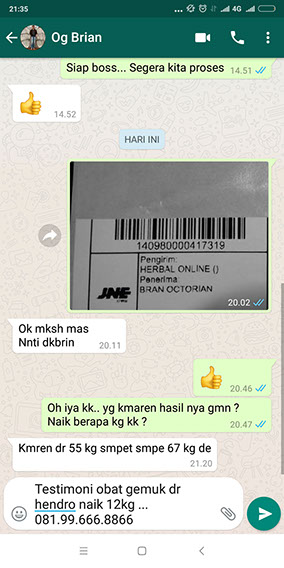 21:35
4G
Og Brian
Siap boss... Segera kita proses 14.51
14.52
HARI INI
140980000417319
Pengirim:
HERBAL ONLINE ()
Penerima
BRAN OCTORIAN
JNE
20.02
Ok mksh mas
Nnti dkbrin 20.11
20.46
Oh iya kk.. yg kmaren hasil nya gmn ?
Naik berapa kg kk ? 20.47
Kmren dr 55 kg smpet smpe 67 kg de
21.20
Testimoni obat gemuk dr
hendro naik 12kg ...
081.99.666.8866